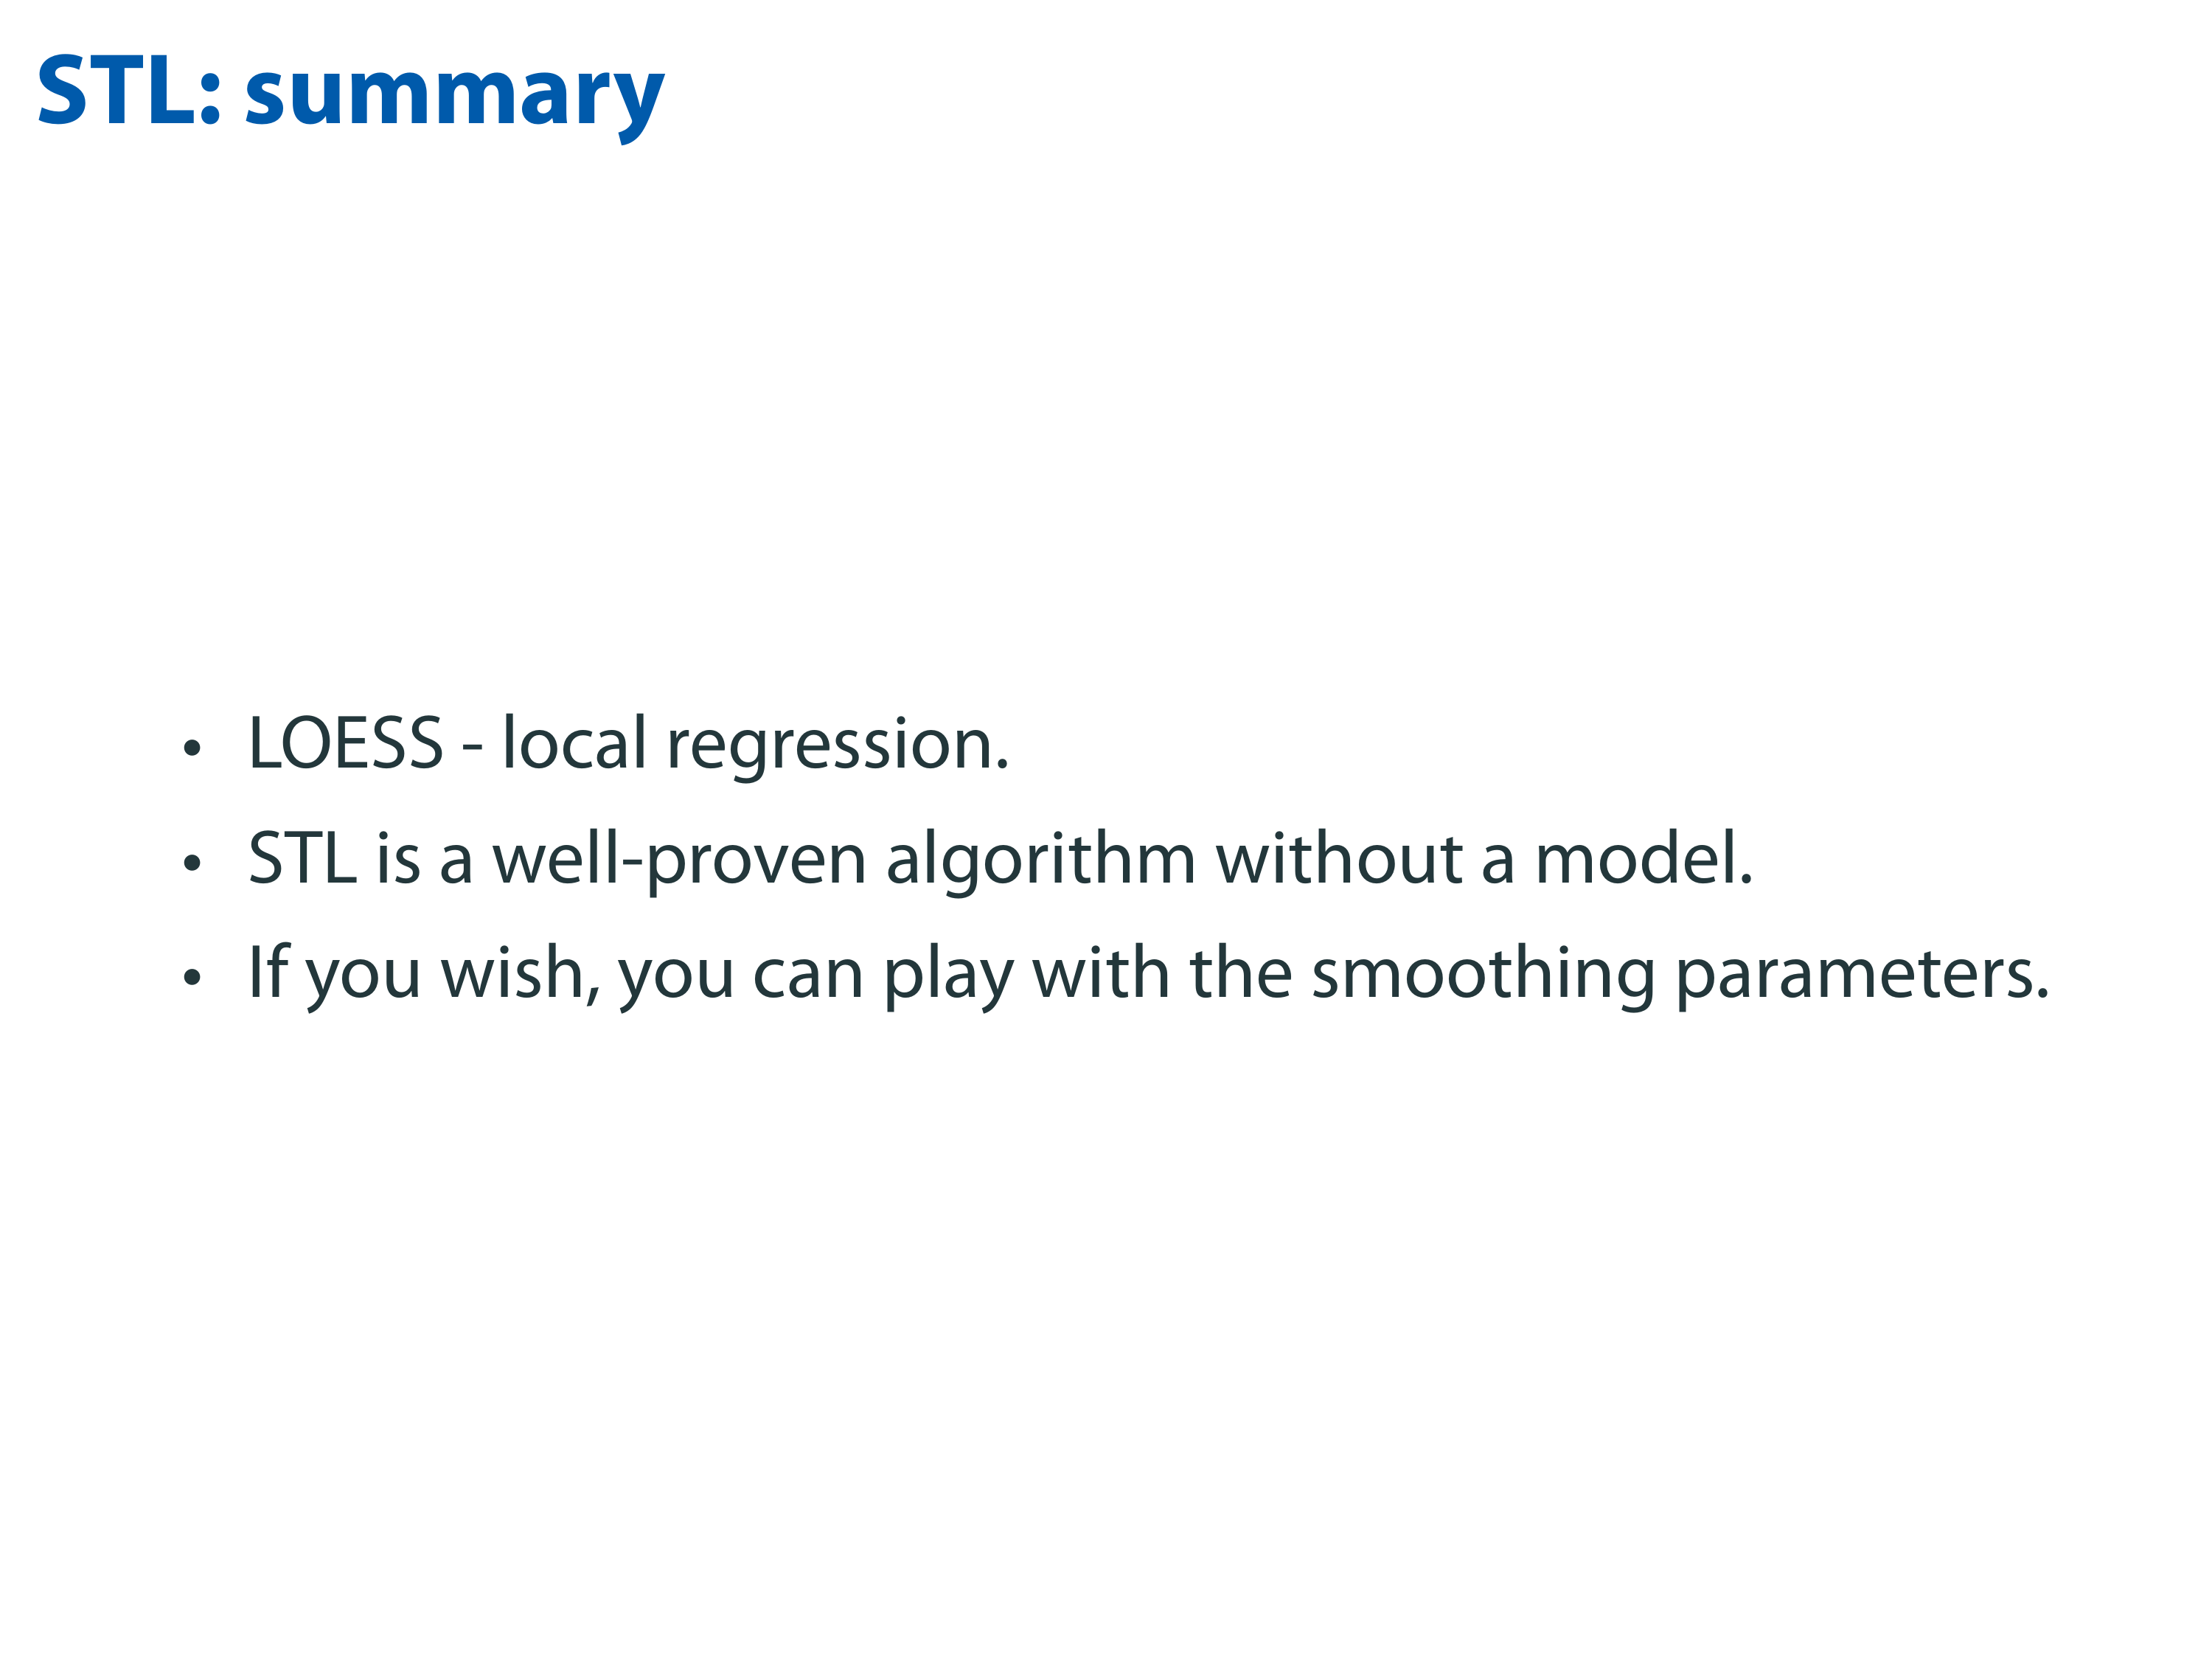 STL: summary
• LOESS - local regression.
• STL is a well-proven algorithm without a model.
• If you wish, you can play with the smoothing parameters.